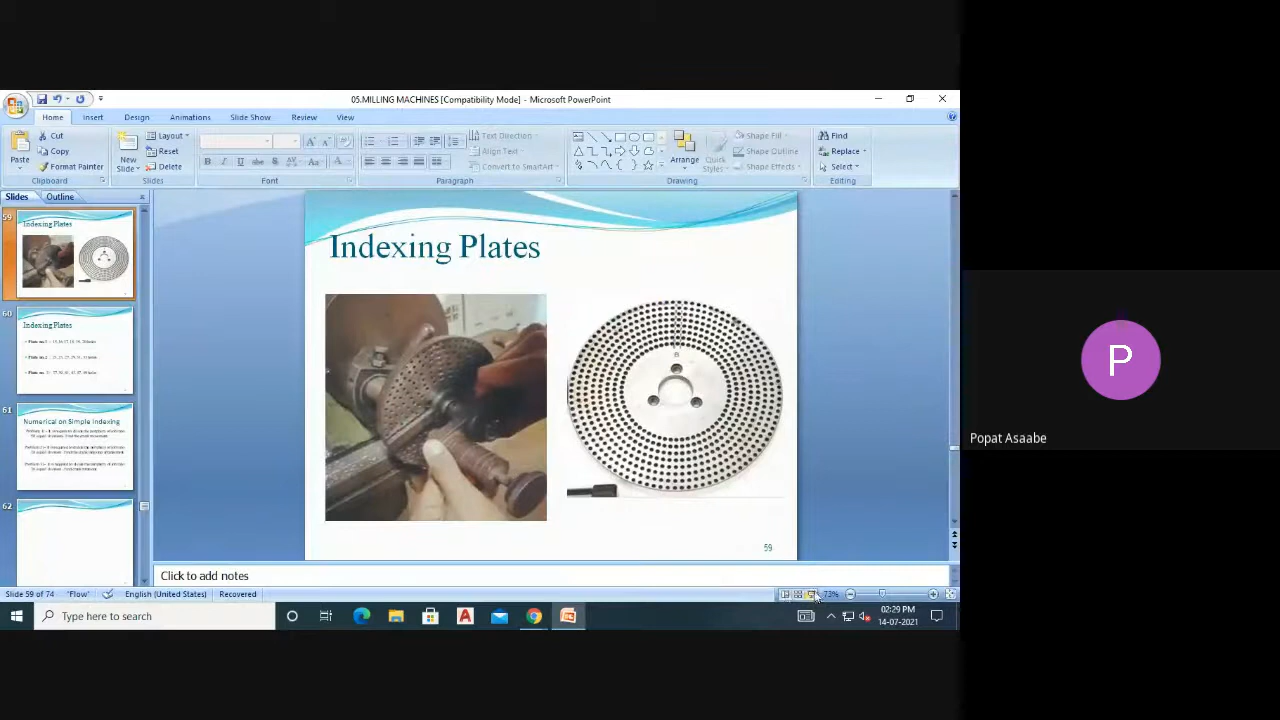 05.MILLING MACHINES [Compatibility Mode] - Microsoft PowerPoint
Home Insert Design Animations Slide Show Review View
Paste
Cut
Copy
Format Painter
Clipboard
New Slide
Layout
Reset
Delete
Slides
Font
Text Direction
Align Text
Convert to SmartArt
Paragraph
Arrange
Quick Styles
Shape Fill
Shape Outline
Shape Effects
Drawing
Find
Replace
Select
Editing
Slides Outline
59
Indexing Plates
60
Indexing Plates
61
Numerical on Simple Indexing
62
Indexing Plates
59
Click to add notes
Slide 59 of 74 "Flow" English (United States) Recovered 73%
Type here to search
02:29 PM
14-07-2021
P
Popat Asaabe